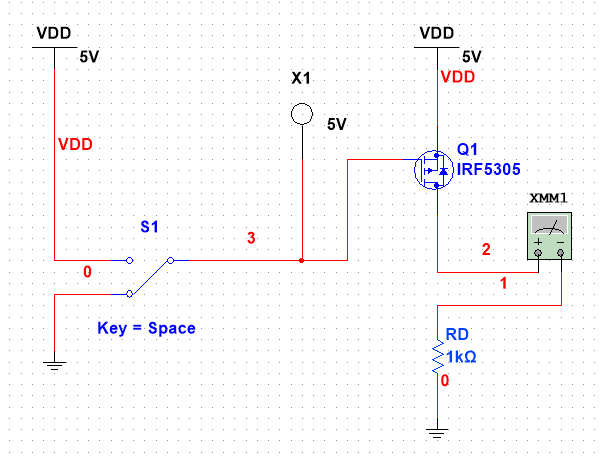 VDD
5V
VDD
5V
VDD
X1
5V
VDD
Q1
IRF5305
XMM1
S1
3
2
0
1
Key = Space
RD
1kΩ
0